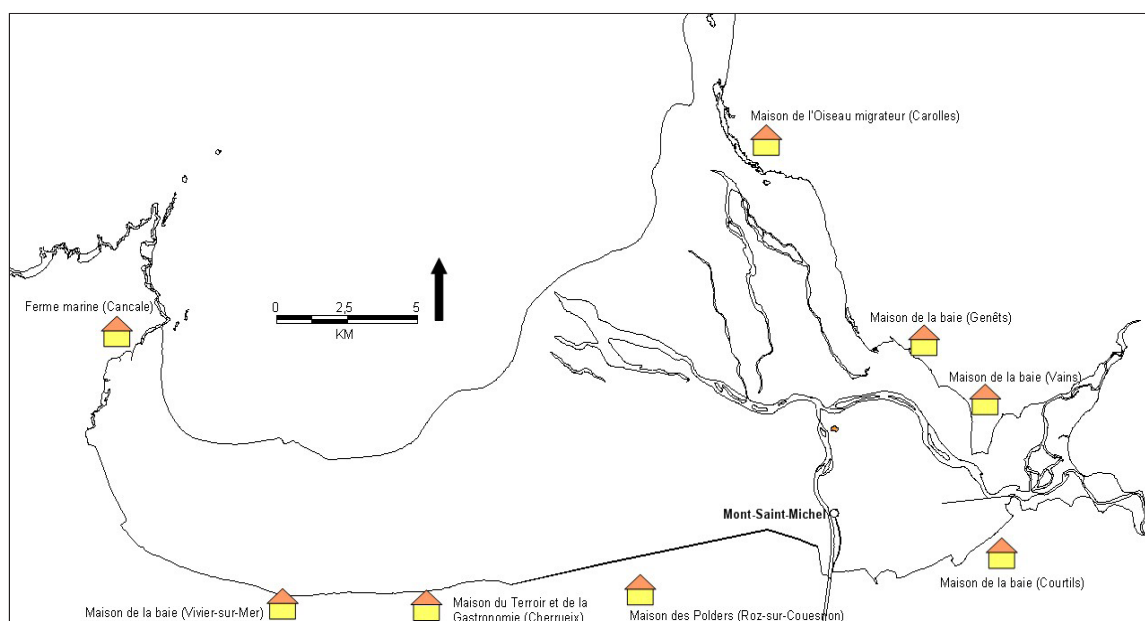 Maison de l'Oiseau migrateur (Carolles)
Ferme marine (Cancale)
0 2,5 5
KM
Maison de la baie (Genêts)
Maison de la baie (Vains)
Mont-Saint-Michel
Maison de la baie (Courtils)
Maison de la baie (Vivier-sur-Mer)
Maison du Terroir et de la
Gastronomie (Cherrueix)
Maison des Polders (Roz-sur-Couesnon)